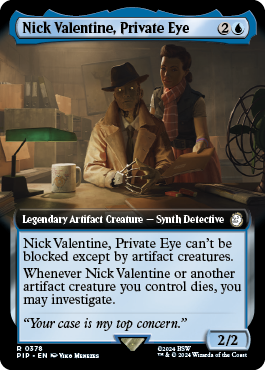 Nick Valentine, Private Eye 2
Legendary Artifact Creature — Synth Detective
Nick Valentine, Private Eye can't be
blocked except by artifact creatures.
Whenever Nick Valentine or another
artifact creature you control dies, you
may investigate.
"Your case is my top concern."
2/2
R 0378
PIP • EN Viko Menezes
©2024 BSW
™ & © 2024 Wizards of the Coast